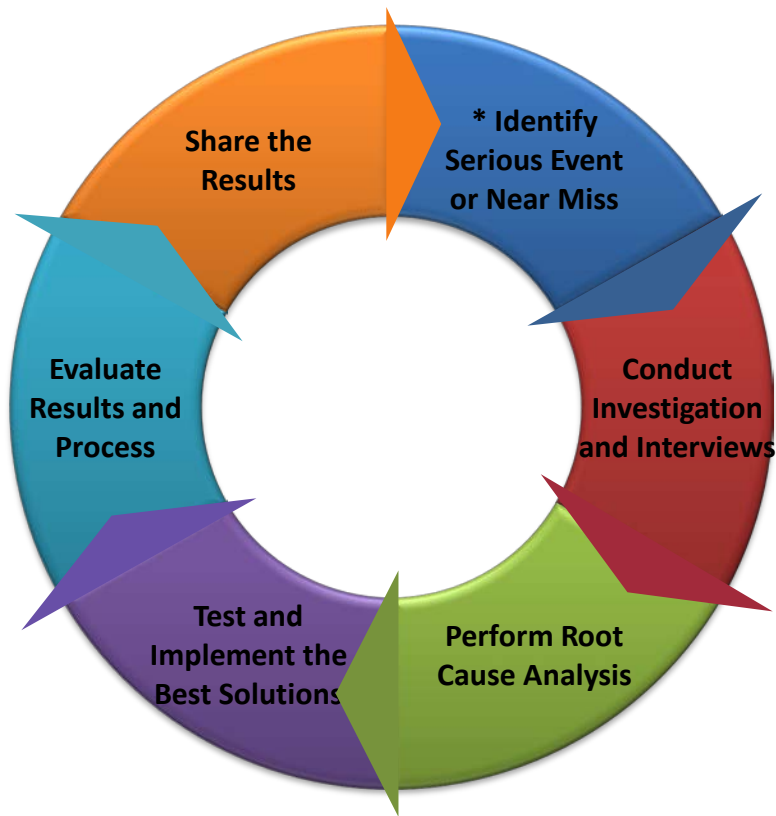 * Identify
Serious Event
or Near Miss
Conduct
Investigation
and Interviews
Perform Root
Cause Analysis
Test and
Implement the
Best Solutions
Evaluate
Results and
Process
Share the
Results